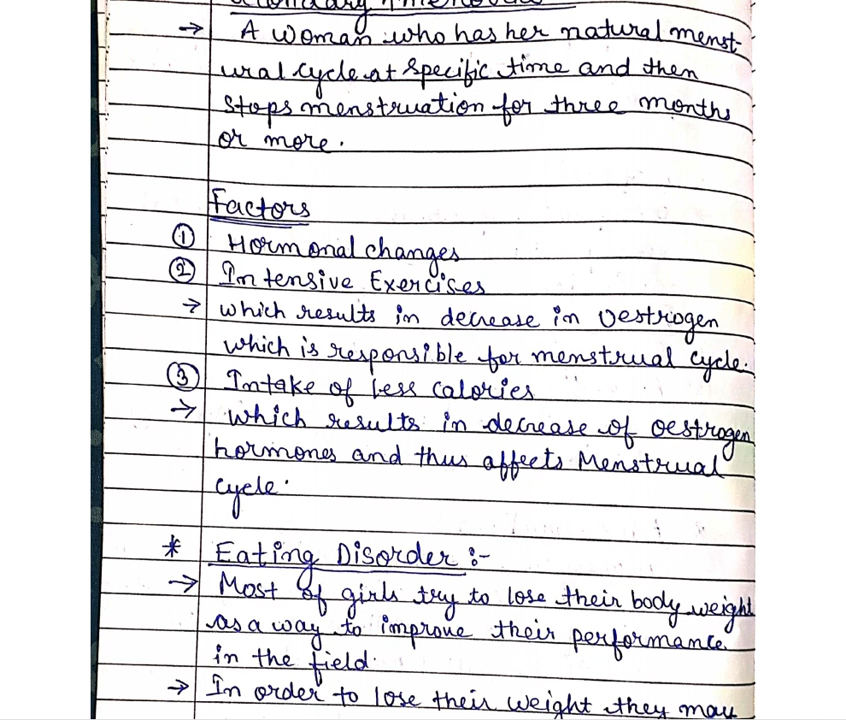 → A woman who has her natural menst-
ural cycle at specific time and then
stops menstruation for three months
or more.
Factors
① Hormonal changes
② Intensive Exercises
→ which results in decrease in Oestrogen
which is responsible for menstrual cycle.
③ Intake of less calories
→ which results in decrease of oestrogen
hormones and thus affects Menstrual
cycle.
* Eating Disorder :-
→ Most of girls try to lose their body weight
as a way to improve their performance
in the field.
→ In order to lose their weight they may